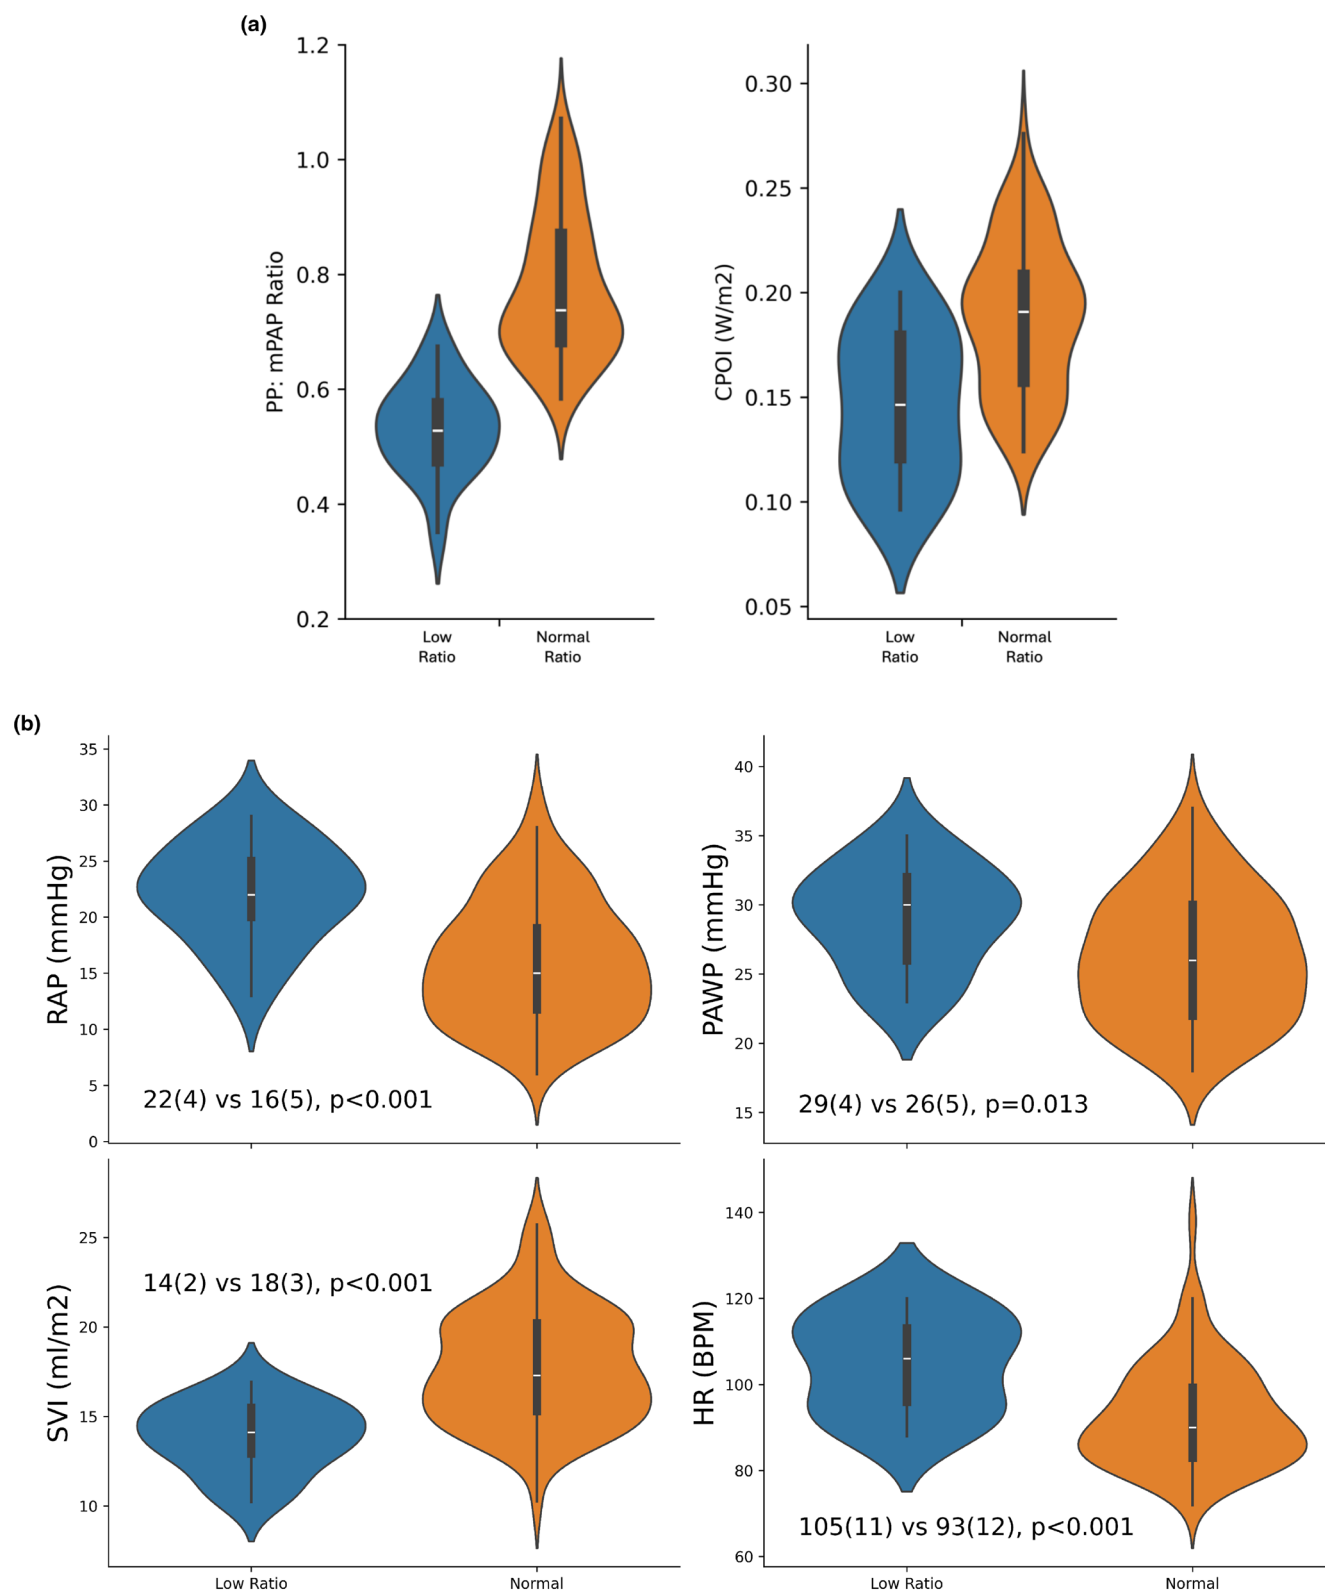 (a)
PP: mPAP Ratio
1.2
1.0
0.8
0.6
0.4
0.2
Low
Ratio
Normal
Ratio
CPOI (W/m2)
0.30
0.25
0.20
0.15
0.10
0.05
Low
Ratio
Normal
Ratio
(b)
RAP (mmHg)
35
30
25
20
15
10
5
0
22(4) vs 16(5), p<0.001
PAWP (mmHg)
40
35
30
25
20
15
29(4) vs 26(5), p=0.013
SVI (ml/m2)
25
20
15
10
14(2) vs 18(3), p<0.001
Low Ratio
Normal
HR (BPM)
140
120
100
80
60
105(11) vs 93(12), p<0.001
Low Ratio
Normal